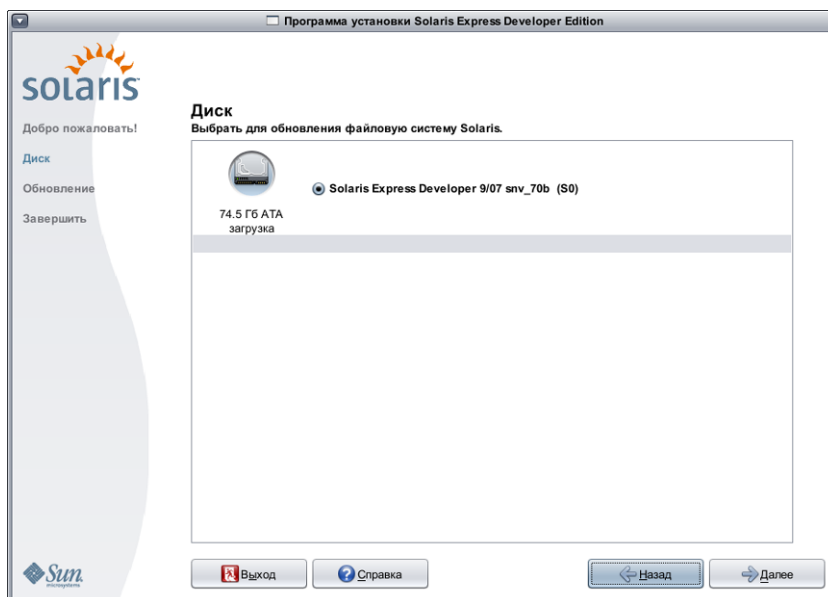 Программа установки Solaris Express Developer Edition
solaris
Добро пожаловать!
Диск
Обновление
Завершить
Диск
Выбрать для обновления файловую систему Solaris.
74.5 Гб ATA
загрузка
Solaris Express Developer 9/07 snv_70b (S0)
Sun
microsystems
Выход
Справка
Назад
Далее